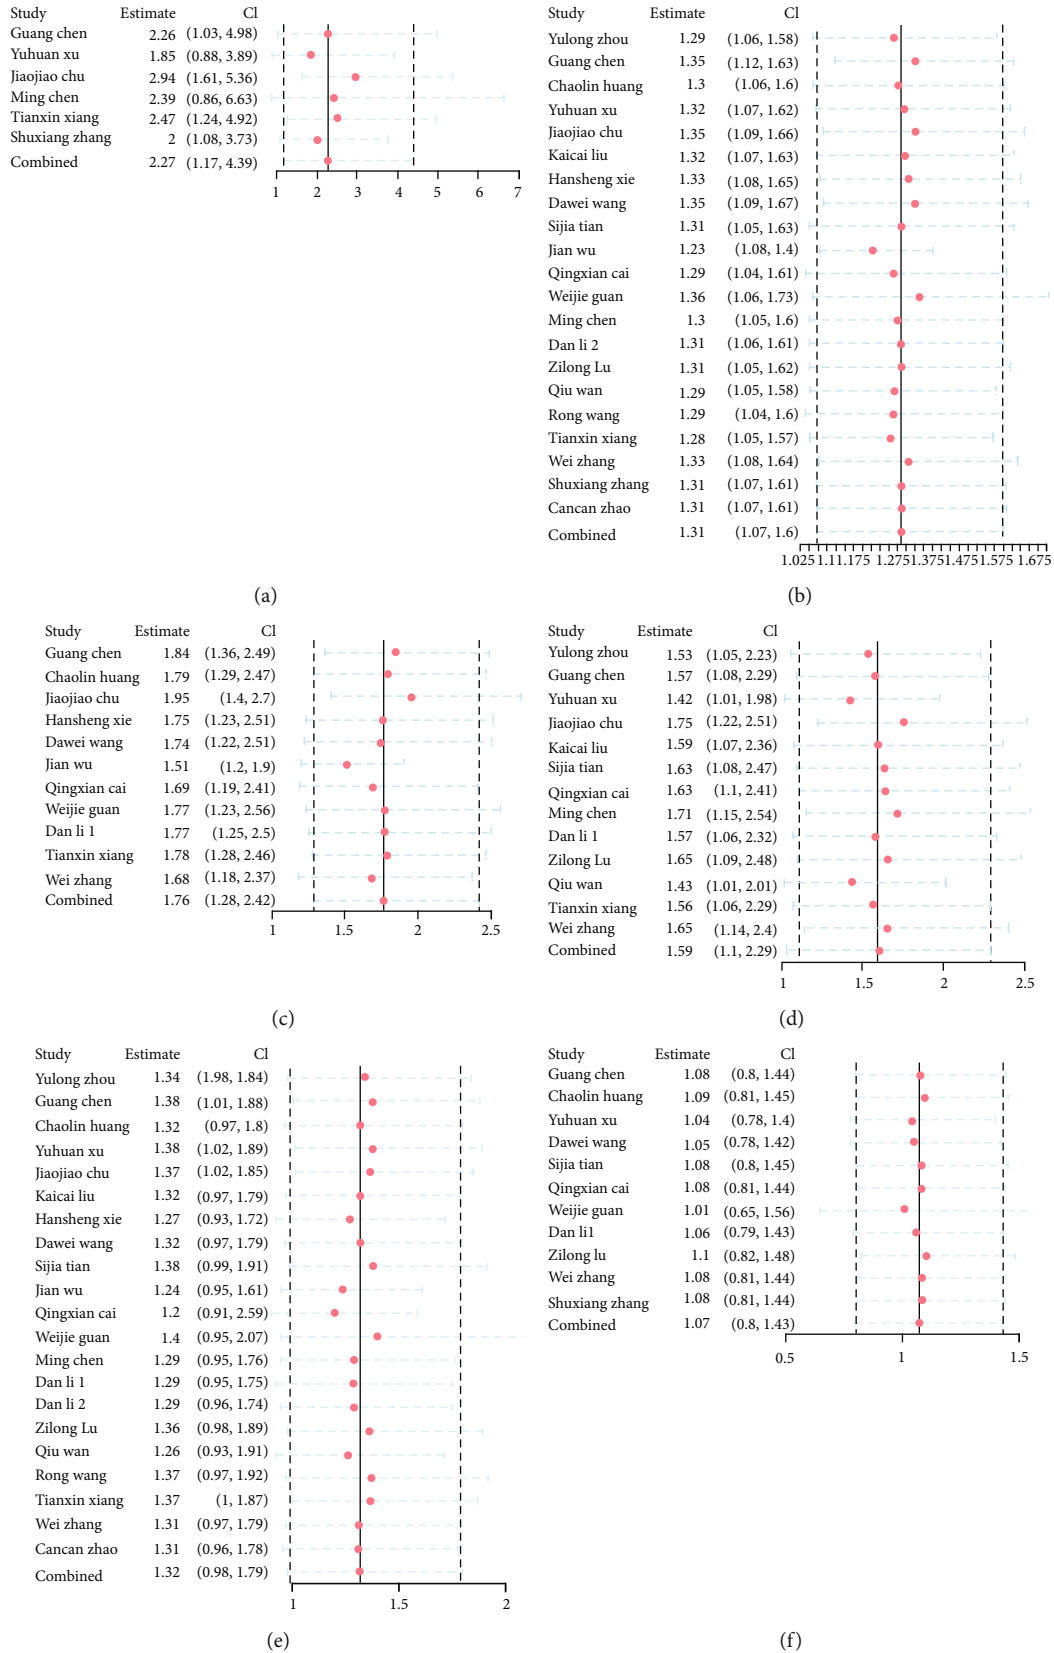 Study Estimate Cl
Guang chen 2.26 (1.03, 4.98)
Yuhuan xu 1.85 (0.88, 3.89)
Jiaojiao chu 2.94 (1.61, 5.36)
Ming chen 2.39 (0.86, 6.63)
Tianxin xiang 2.47 (1.24, 4.92)
Shuxiang zhang 2 (1.08, 3.73)
Combined 2.27 (1.17, 4.39)
1 2 3 4 5 6 7
(a)
Study Estimate Cl
Yulong zhou 1.29 (1.06, 1.58)
Guang chen 1.35 (1.12, 1.63)
Chaolin huang 1.3 (1.06, 1.6)
Yuhuan xu 1.32 (1.07, 1.62)
Jiaojiao chu 1.35 (1.09, 1.66)
Kaicai liu 1.32 (1.07, 1.63)
Hansheng xie 1.33 (1.08, 1.65)
Dawei wang 1.35 (1.09, 1.67)
Sijia tian 1.31 (1.05, 1.63)
Jian wu 1.23 (1.08, 1.4)
Qingxian cai 1.29 (1.04, 1.61)
Weijie guan 1.36 (1.06, 1.73)
Ming chen 1.3 (1.05, 1.6)
Dan li 2 1.31 (1.06, 1.61)
Zilong Lu 1.31 (1.05, 1.62)
Qiu wan 1.29 (1.05, 1.58)
Rong wang 1.29 (1.04, 1.6)
Tianxin xiang 1.28 (1.05, 1.57)
Wei zhang 1.33 (1.08, 1.64)
Shuxiang zhang 1.31 (1.07, 1.61)
Cancan zhao 1.31 (1.07, 1.61)
Combined 1.31 (1.07, 1.6)
1.025 1.11.175 1.275 1.3751.4751.575 1.675
(b)
Study Estimate Cl
Guang chen 1.84 (1.36, 2.49)
Chaolin huang 1.79 (1.29, 2.47)
Jiaojiao chu 1.95 (1.4, 2.7)
Hansheng xie 1.75 (1.23, 2.51)
Dawei wang 1.74 (1.22, 2.51)
Jian wu 1.51 (1.2, 1.9)
Qingxian cai 1.69 (1.19, 2.41)
Weijie guan 1.77 (1.23, 2.56)
Dan li 1 1.77 (1.25, 2.5)
Tianxin xiang 1.78 (1.28, 2.46)
Wei zhang 1.68 (1.18, 2.37)
Combined 1.76 (1.28, 2.42)
1 1.5 2 2.5
(c)
Study Estimate Cl
Yulong zhou 1.53 (1.05, 2.23)
Guang chen 1.57 (1.08, 2.29)
Yuhuan xu 1.42 (1.01, 1.98)
Jiaojiao chu 1.75 (1.22, 2.51)
Kaicai liu 1.59 (1.07, 2.36)
Sijia tian 1.63 (1.08, 2.47)
Qingxian cai 1.63 (1.1, 2.41)
Ming chen 1.71 (1.15, 2.54)
Dan li 1 1.57 (1.06, 2.32)
Zilong Lu 1.65 (1.09, 2.48)
Qiu wan 1.43 (1.01, 2.01)
Tianxin xiang 1.56 (1.06, 2.29)
Wei zhang 1.65 (1.14, 2.4)
Combined 1.59 (1.1, 2.29)
1 1.5 2 2.5
(d)
Study Estimate Cl
Yulong zhou 1.34 (1.98, 1.84)
Guang chen 1.38 (1.01, 1.88)
Chaolin huang 1.32 (0.97, 1.8)
Yuhuan xu 1.38 (1.02, 1.89)
Jiaojiao chu 1.37 (1.02, 1.85)
Kaicai liu 1.32 (0.97, 1.79)
Hansheng xie 1.27 (0.93, 1.72)
Dawei wang 1.32 (0.97, 1.79)
Sijia tian 1.38 (0.99, 1.91)
Jian wu 1.24 (0.95, 1.61)
Qingxian cai 1.2 (0.91, 2.59)
Weijie guan 1.4 (0.95, 2.07)
Ming chen 1.29 (0.95, 1.76)
Dan li 1 1.29 (0.95, 1.75)
Dan li 2 1.29 (0.96, 1.74)
Zilong Lu 1.36 (0.98, 1.89)
Qiu wan 1.26 (0.93, 1.91)
Rong wang 1.37 (0.97, 1.92)
Tianxin xiang 1.37 (1, 1.87)
Wei zhang 1.31 (0.97, 1.79)
Cancan zhao 1.31 (0.96, 1.78)
Combined 1.32 (0.98, 1.79)
1 1.5 2
(e)
Study Estimate Cl
Guang chen 1.08 (0.8, 1.44)
Chaolin huang 1.09 (0.81, 1.45)
Yuhuan xu 1.04 (0.78, 1.4)
Dawei wang 1.05 (0.78, 1.42)
Sijia tian 1.08 (0.8, 1.45)
Qingxian cai 1.08 (0.81, 1.44)
Weijie guan 1.01 (0.65, 1.56)
Dan li1 1.06 (0.79, 1.43)
Zilong lu 1.1 (0.82, 1.48)
Wei zhang 1.08 (0.81, 1.44)
Shuxiang zhang 1.08 (0.81, 1.44)
Combined 1.07 (0.8, 1.43)
0.5 1 1.5
(f)